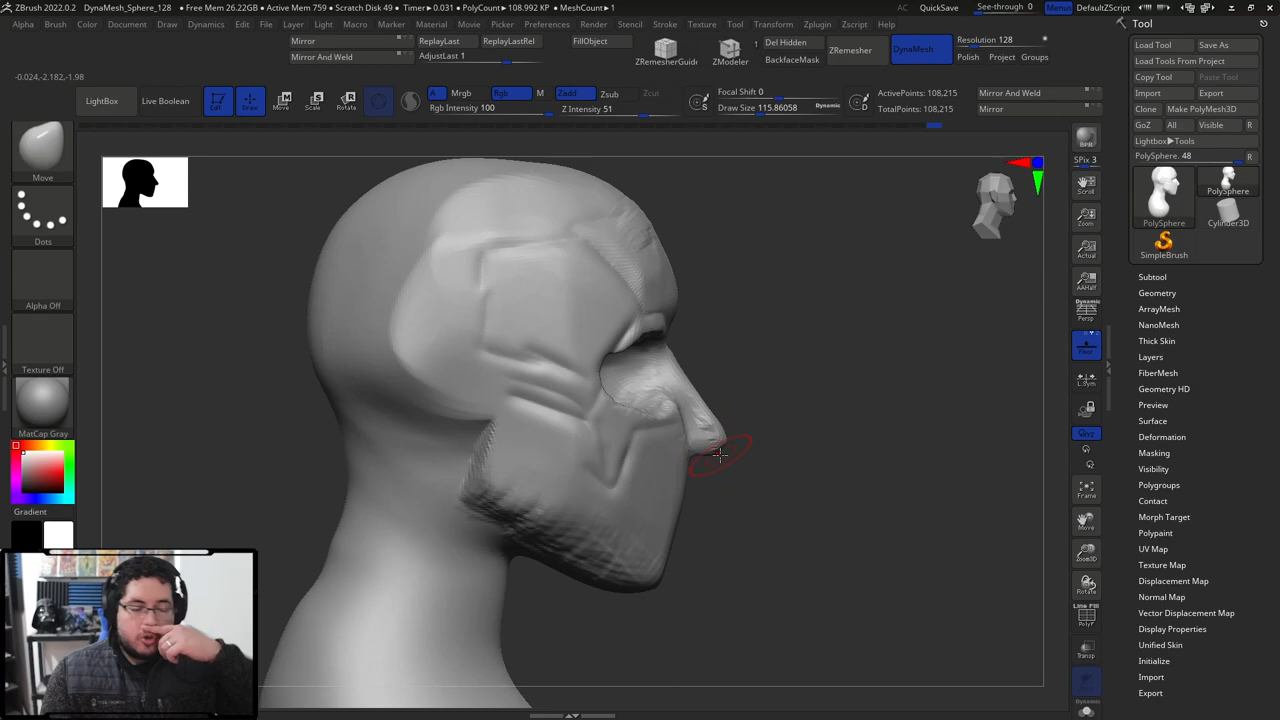 ZBrush 2022.0.2 DynaMesh_Sphere_128 • Free Mem 26.22GB • Active Mem 759 • Scratch Disk 49 • Timer▶0.031 • PolyCount▶108.992 KP • MeshCount▶1 AC QuickSave See-through 0 Menus DefaultZScript
Alpha Brush Color Document Draw Dynamics Edit File Layer Light Macro Marker Material Movie Picker Preferences Render Stencil Stroke Texture Tool Transform Zplugin Zscript Help
Tool
Mirror
Mirror And Weld
ReplayLast ReplayLastRel
AdjustLast 1
FillObject
ZRemesherGuide
1
ZModeler
Del Hidden
BackfaceMask
ZRemesher
DynaMesh
Resolution 128
Polish Project Groups
-0.024,-2.182,-1.98
LightBox
Live Boolean
Edit
Draw
Move
Scale
Rotate
A Mrgb Rgb M Zadd Zsub Zcut
Rgb Intensity 100
Z Intensity 51
S
Focal Shift 0
Draw Size 115.86058 Dynamic
D
ActivePoints: 108,215
TotalPoints: 108,215
Mirror And Weld
Mirror
Move
Dots
Alpha Off
Texture Off
MatCap Gray
Gradient
BPR
SPix 3
Scroll
Zoom
Actual
AAHalf
Dynamic
Persp
Floor
L.Sym
XYZ
Frame
Move
Zoom3D
Rotate
Line Fill
PolyF
Transp
Dynamic
Load Tool Save As
Load Tools From Project
Copy Tool Paste Tool
Import Export
Clone Make PolyMesh3D
GoZ All Visible R
Lightbox▶Tools
PolySphere. 48 R
PolySphere
PolySphere
Cylinder3D
SimpleBrush
Subtool
Geometry
ArrayMesh
NanoMesh
Thick Skin
Layers
FiberMesh
Geometry HD
Preview
Surface
Deformation
Masking
Visibility
Polygroups
Contact
Morph Target
Polypaint
UV Map
Texture Map
Displacement Map
Normal Map
Vector Displacement Map
Display Properties
Unified Skin
Initialize
Import
Export